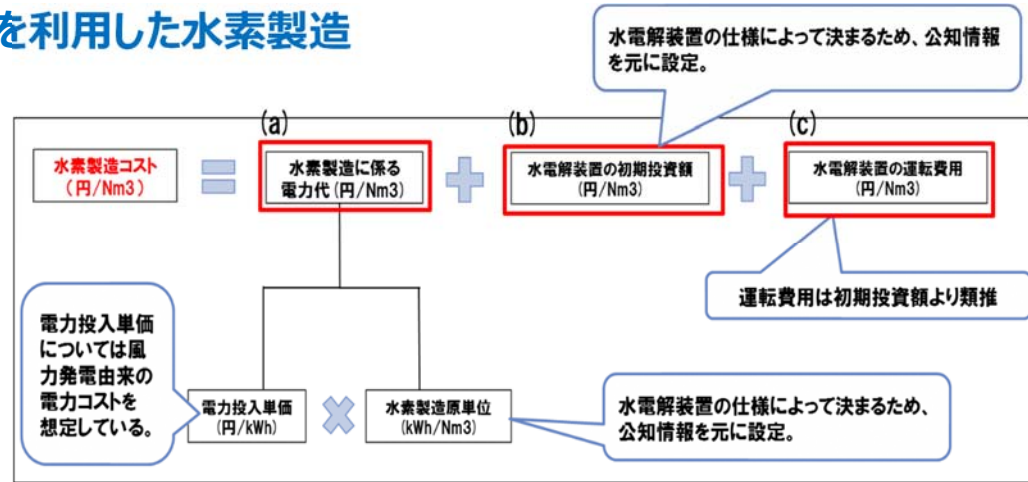 を利用した水素製造
水電解装置の仕様によって決まるため、公知情報
を元に設定。
(a)
(b)
(c)
水素製造コスト
(円/Nm3)
水素製造に係る
電力代(円/Nm3)
水電解装置の初期投資額
(円/Nm3)
水電解装置の運転費用
(円/Nm3)
運転費用は初期投資額より類推
電力投入単価
については風
力発電由来の
電力コストを
想定している。
電力投入単価
(円/kWh)
水素製造原単位
(kWh/Nm3)
水電解装置の仕様によって決まるため、
公知情報を元に設定。